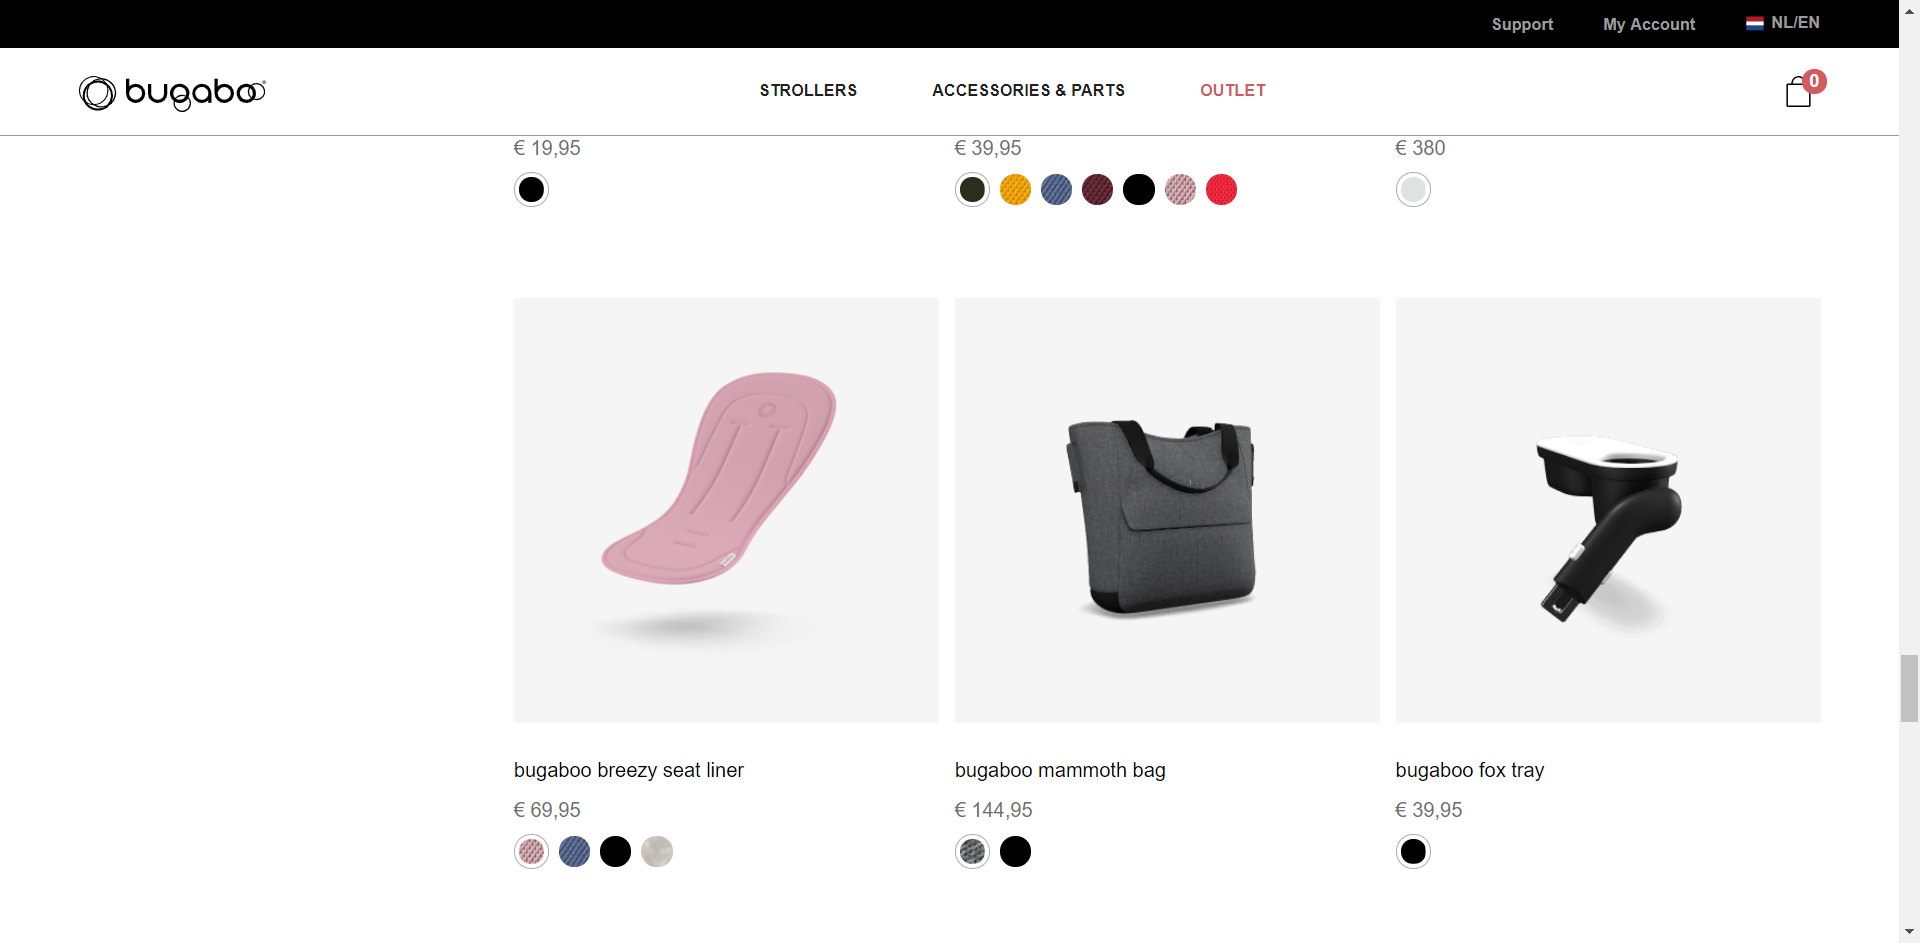 Support
My Account
NL/EN
bugaboo
STROLLERS
ACCESSORIES & PARTS
OUTLET
0
€ 19,95
€ 39,95
€ 380
bugaboo breezy seat liner
€ 69,95
bugaboo mammoth bag
€ 144,95
bugaboo fox tray
€ 39,95